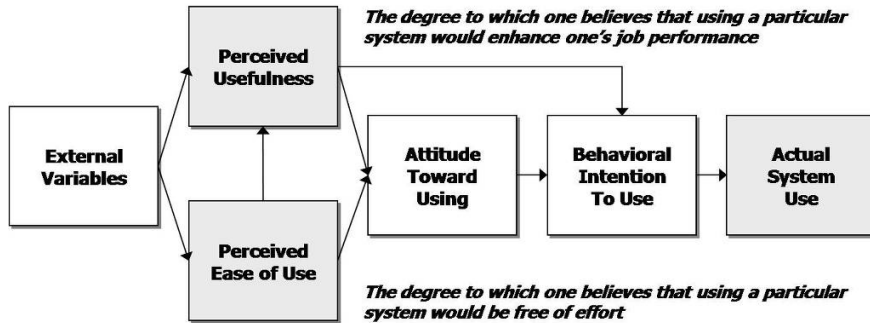 The degree to which one believes that using a particular
system would enhance one's job performance
Perceived
Usefulness
External
Variables
Attitude
Toward
Using
Behavioral
Intention
To Use
Actual
System
Use
Perceived
Ease of Use
The degree to which one believes that using a particular
system would be free of effort